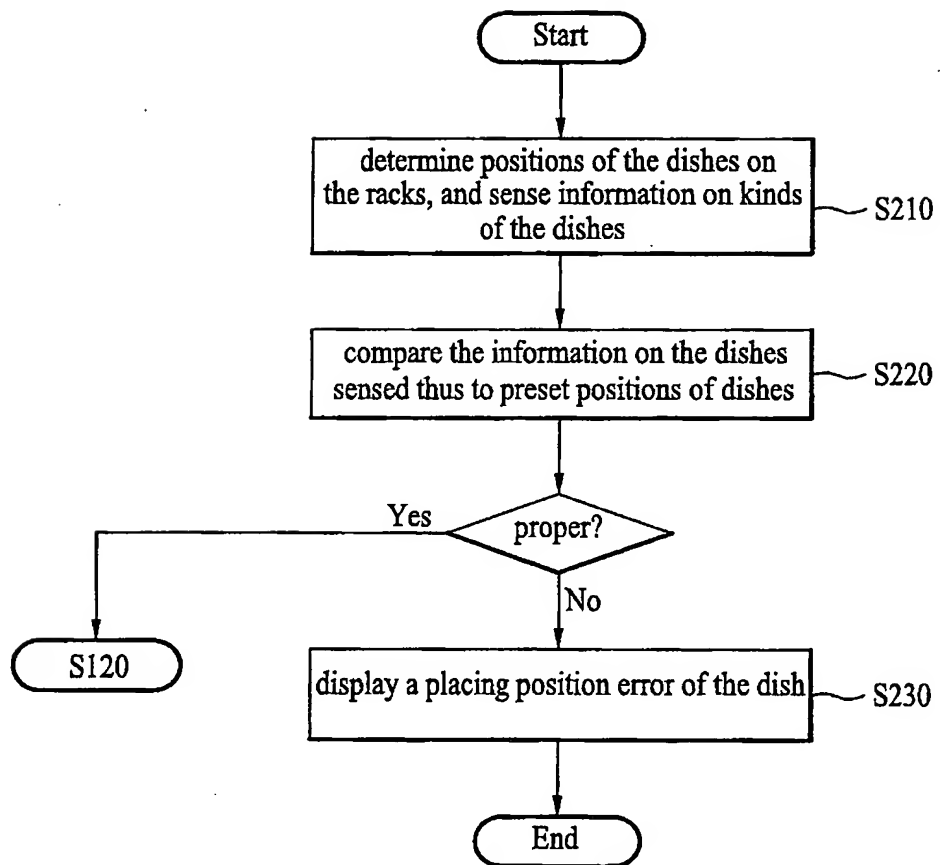 Start
determine positions of the dishes on
the racks, and sense information on kinds
of the dishes
S210
compare the information on the dishes
sensed thus to preset positions of dishes
S220
Yes
proper?
No
S120
display a placing position error of the dish
S230
End